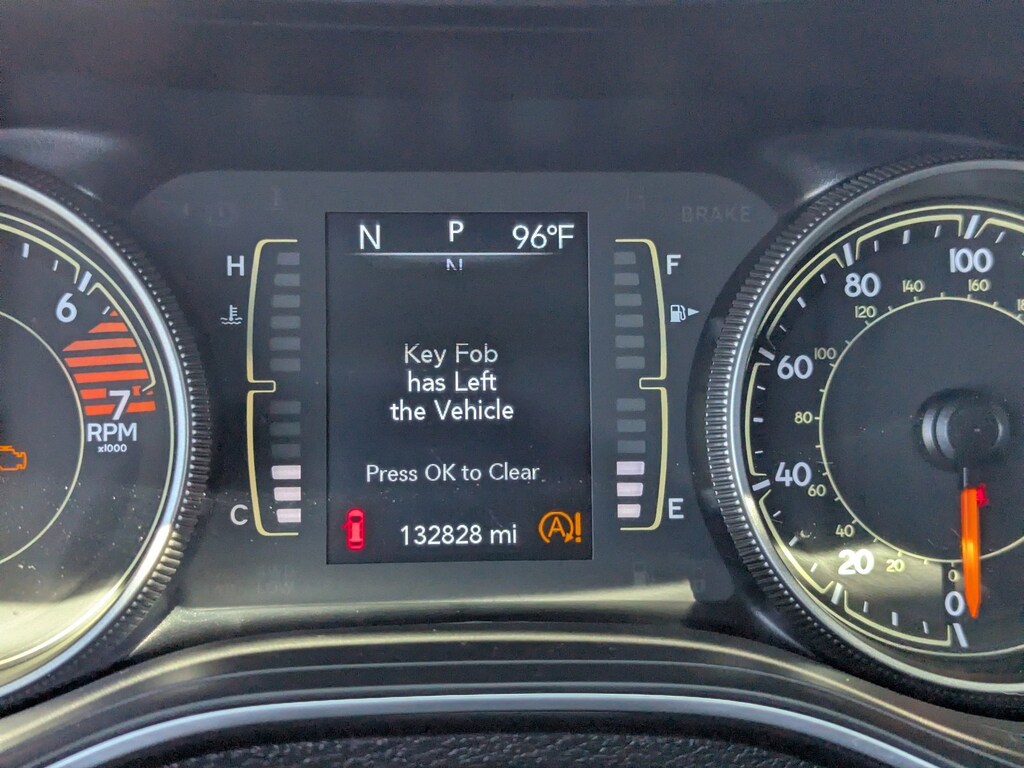 N P 96°F
N
BRAKE
H
F
6
7
RPM
x1000
Key Fob
has Left
the Vehicle
Press OK to Clear
C
E
132828 mi
A!
100
80
60
40
20
0
160
140
120
100
80
60
40
20
0